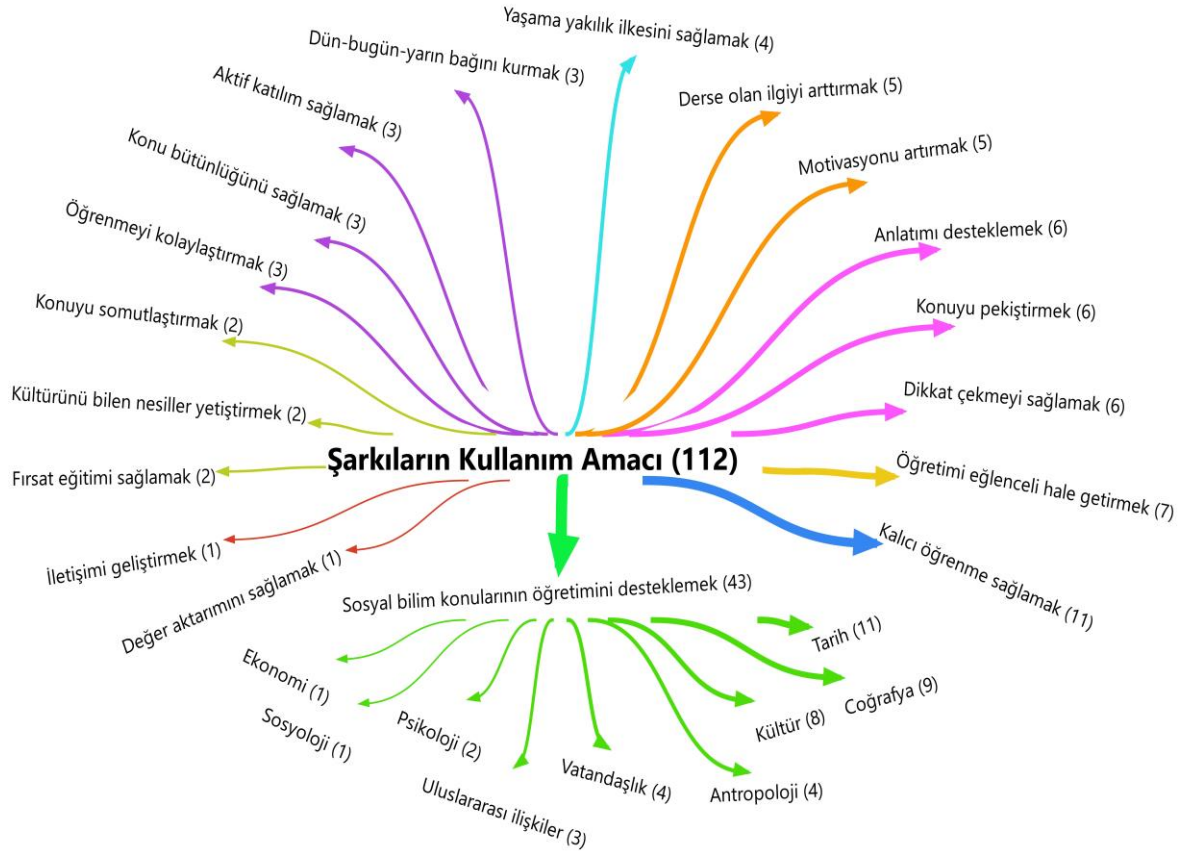 Yaşama yakılık ilkesini sağlamak (4)
Dün-bugün-yarın bağını kurmak (3)
Derse olan ilgiyi arttırmak (5)
Aktif katılım sağlamak (3)
Motivasyonu artırmak (5)
Konu bütünlüğünü sağlamak (3)
Anlatımı desteklemek (6)
Öğrenmeyi kolaylaştırmak (3)
Konuyu pekiştirmek (6)
Konuyu somutlaştırmak (2)
Dikkat çekmeyi sağlamak (6)
Kültürünü bilen nesiller yetiştirmek (2)
Şarkıların Kullanım Amacı (112)
Öğretimi eğlenceli hale getirmek (7)
Fırsat eğitimi sağlamak (2)
Kalıcı öğrenme sağlamak (11)
İletişimi geliştirmek (1)
Değer aktarımını sağlamak (1)
Sosyal bilim konularının öğretimini desteklemek (43)
Tarih (11)
Ekonomi (1)
Coğrafya (9)
Sosyoloji (1)
Kültür (8)
Psikoloji (2)
Vatandaşlık (4)
Antropoloji (4)
Uluslararası ilişkiler (3)